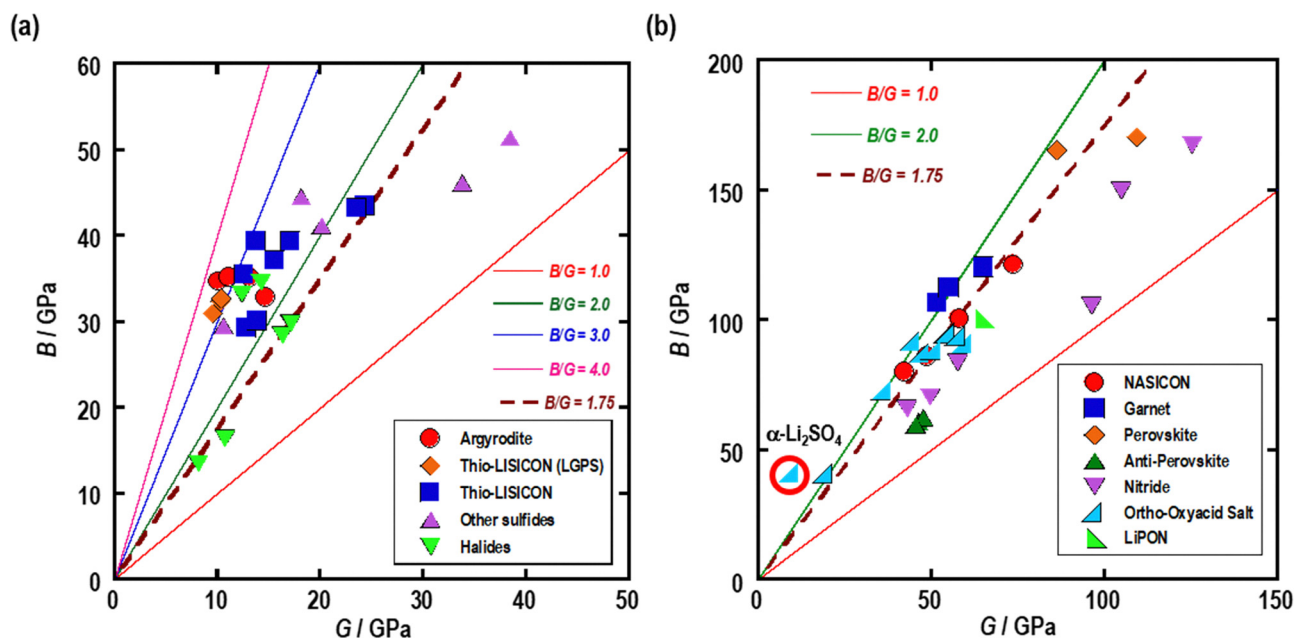 (a)
60
50
40
30
20
10
0
B / GPa
0 10 20 30 40 50
G / GPa
B/G = 1.0
B/G = 2.0
B/G = 3.0
B/G = 4.0
B/G = 1.75
Argyrodite
Thio-LISICON (LGPS)
Thio-LISICON
Other sulfides
Halides
(b)
200
150
100
50
0
B / GPa
0 50 100 150
G / GPa
B/G = 1.0
B/G = 2.0
B/G = 1.75
α-Li₂SO₄
NASICON
Garnet
Perovskite
Anti-Perovskite
Nitride
Ortho-Oxyacid Salt
LiPON